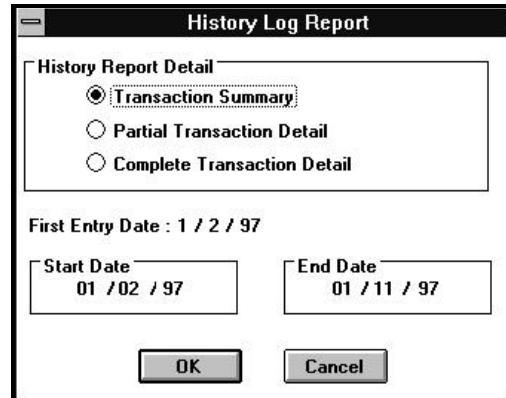 History Log Report
History Report Detail
Transaction Summary
Partial Transaction Detail
Complete Transaction Detail
First Entry Date : 1 / 2 / 97
Start Date
01 / 02 / 97
End Date
01 / 11 / 97
OK
Cancel